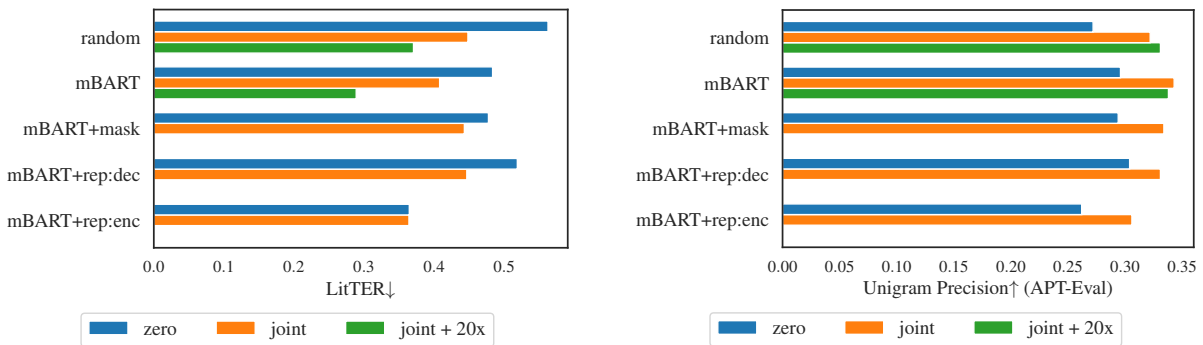 random
mBART
mBART+mask
mBART+rep:dec
mBART+rep:enc
0.0 0.1 0.2 0.3 0.4 0.5
LitTER↓
zero joint joint + 20x
random
mBART
mBART+mask
mBART+rep:dec
mBART+rep:enc
0.00 0.05 0.10 0.15 0.20 0.25 0.30 0.35
Unigram Precision↑ (APT-Eval)
zero joint joint + 20x